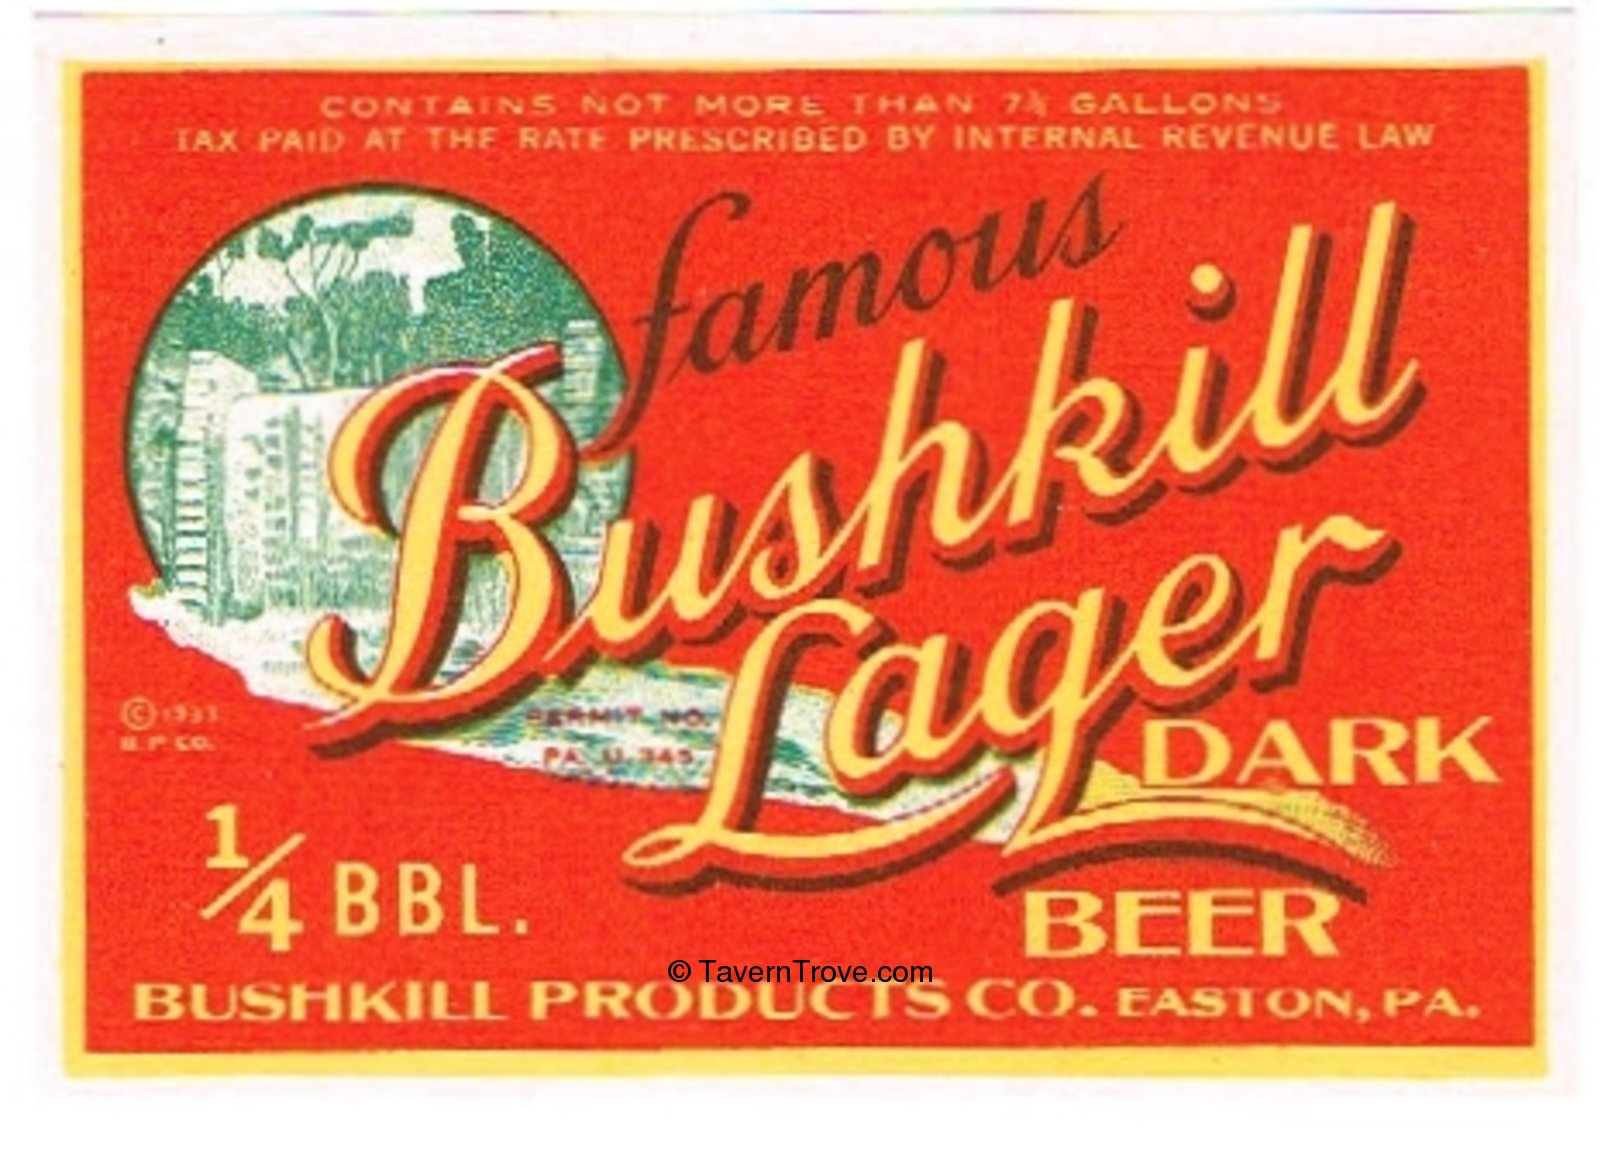 CONTAINS NOT MORE THAN 7¾ GALLONS
TAX PAID AT THE RATE PRESCRIBED BY INTERNAL REVENUE LAW
famous
Bushkill
Lager
DARK
BEER
© 1933
B. P. CO.
PERMIT NO.
PA. U-345
1/4 BBL.
© TavernTrove.com
BUSHKILL PRODUCTS CO. EASTON, PA.